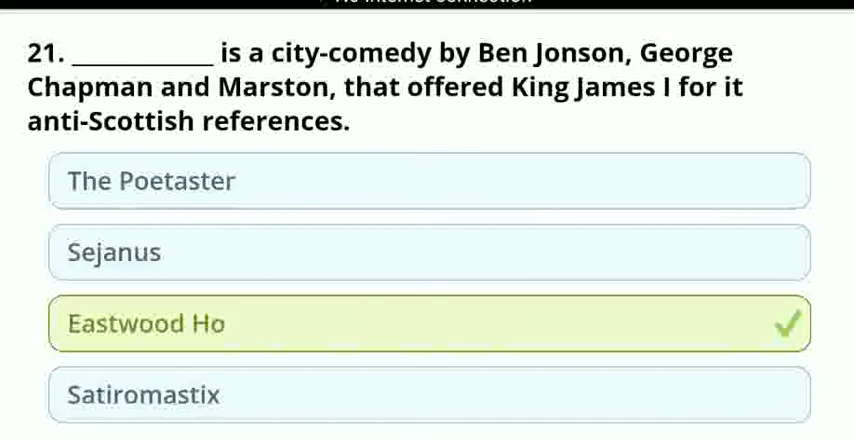 21. __________ is a city-comedy by Ben Jonson, George
Chapman and Marston, that offered King James I for it
anti-Scottish references.
The Poetaster
Sejanus
Eastwood Ho
Satiromastix